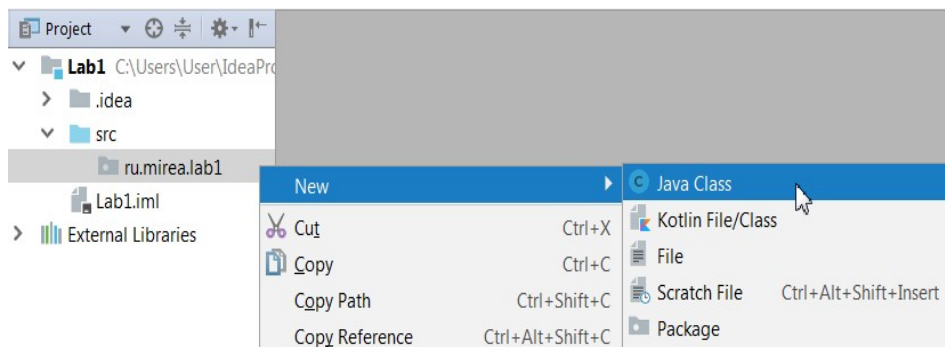 Project
Lab1 C:\Users\User\IdeaPro
.idea
src
ru.mirea.lab1
Lab1.iml
External Libraries
New
Cut Ctrl+X
Copy Ctrl+C
Copy Path Ctrl+Shift+C
Copy Reference Ctrl+Alt+Shift+C
Java Class
Kotlin File/Class
File
Scratch File Ctrl+Alt+Shift+Insert
Package